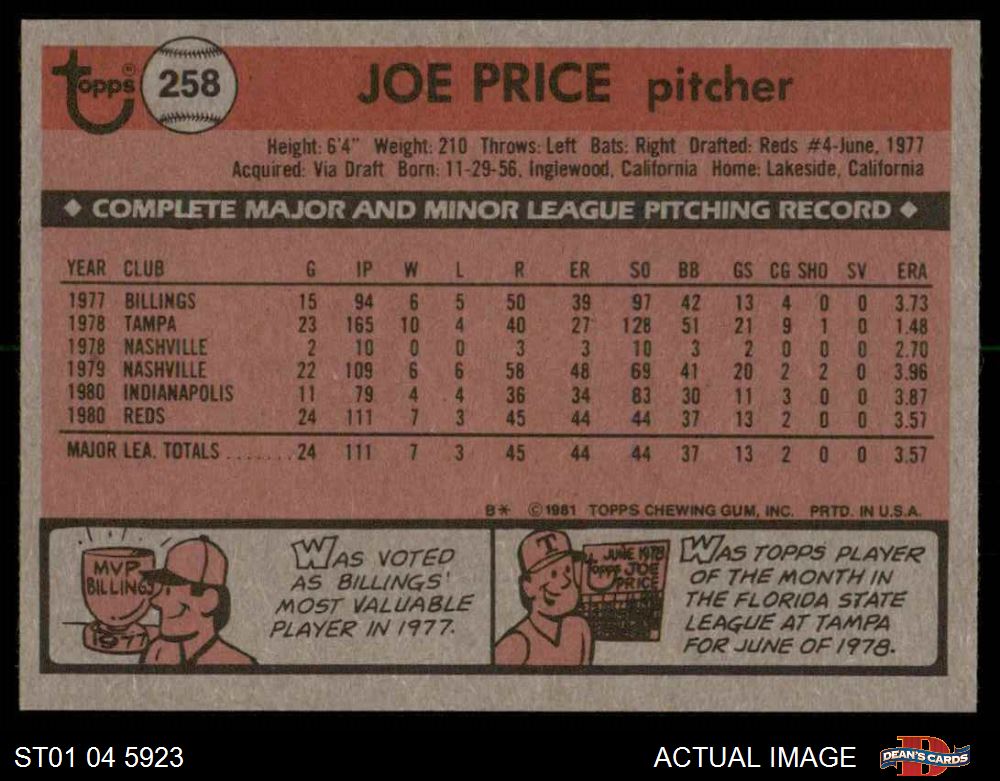 topps® 258 JOE PRICE pitcher
Height: 6'4" Weight: 210 Throws: Left Bats: Right Drafted: Reds #4-June, 1977
Acquired: Via Draft Born: 11-29-56, Inglewood, California Home: Lakeside, California
◆ COMPLETE MAJOR AND MINOR LEAGUE PITCHING RECORD ◆
YEAR CLUB G IP W L R ER SO BB GS CG SHO SV ERA
1977 BILLINGS 15 94 6 5 50 39 97 42 13 4 0 0 3.73
1978 TAMPA 23 165 10 4 40 27 128 51 21 9 1 0 1.48
1978 NASHVILLE 2 10 0 0 3 3 10 3 2 0 0 0 2.70
1979 NASHVILLE 22 109 6 6 58 48 69 41 20 2 2 0 3.96
1980 INDIANAPOLIS 11 79 4 4 36 34 83 30 11 3 0 0 3.87
1980 REDS 24 111 7 3 45 44 44 37 13 2 0 0 3.57
MAJOR LEA. TOTALS ....... 24 111 7 3 45 44 44 37 13 2 0 0 3.57
B* © 1981 TOPPS CHEWING GUM, INC. PRTD. IN U.S.A.
MVP
BILLINGS
1977
WAS VOTED
AS BILLINGS'
MOST VALUABLE
PLAYER IN 1977.
T
JUNE 1978
Topps JOE
PRICE
WAS TOPPS PLAYER
OF THE MONTH IN
THE FLORIDA STATE
LEAGUE AT TAMPA
FOR JUNE OF 1978.
ST01 04 5923 ACTUAL IMAGE D DEAN'S CARDS